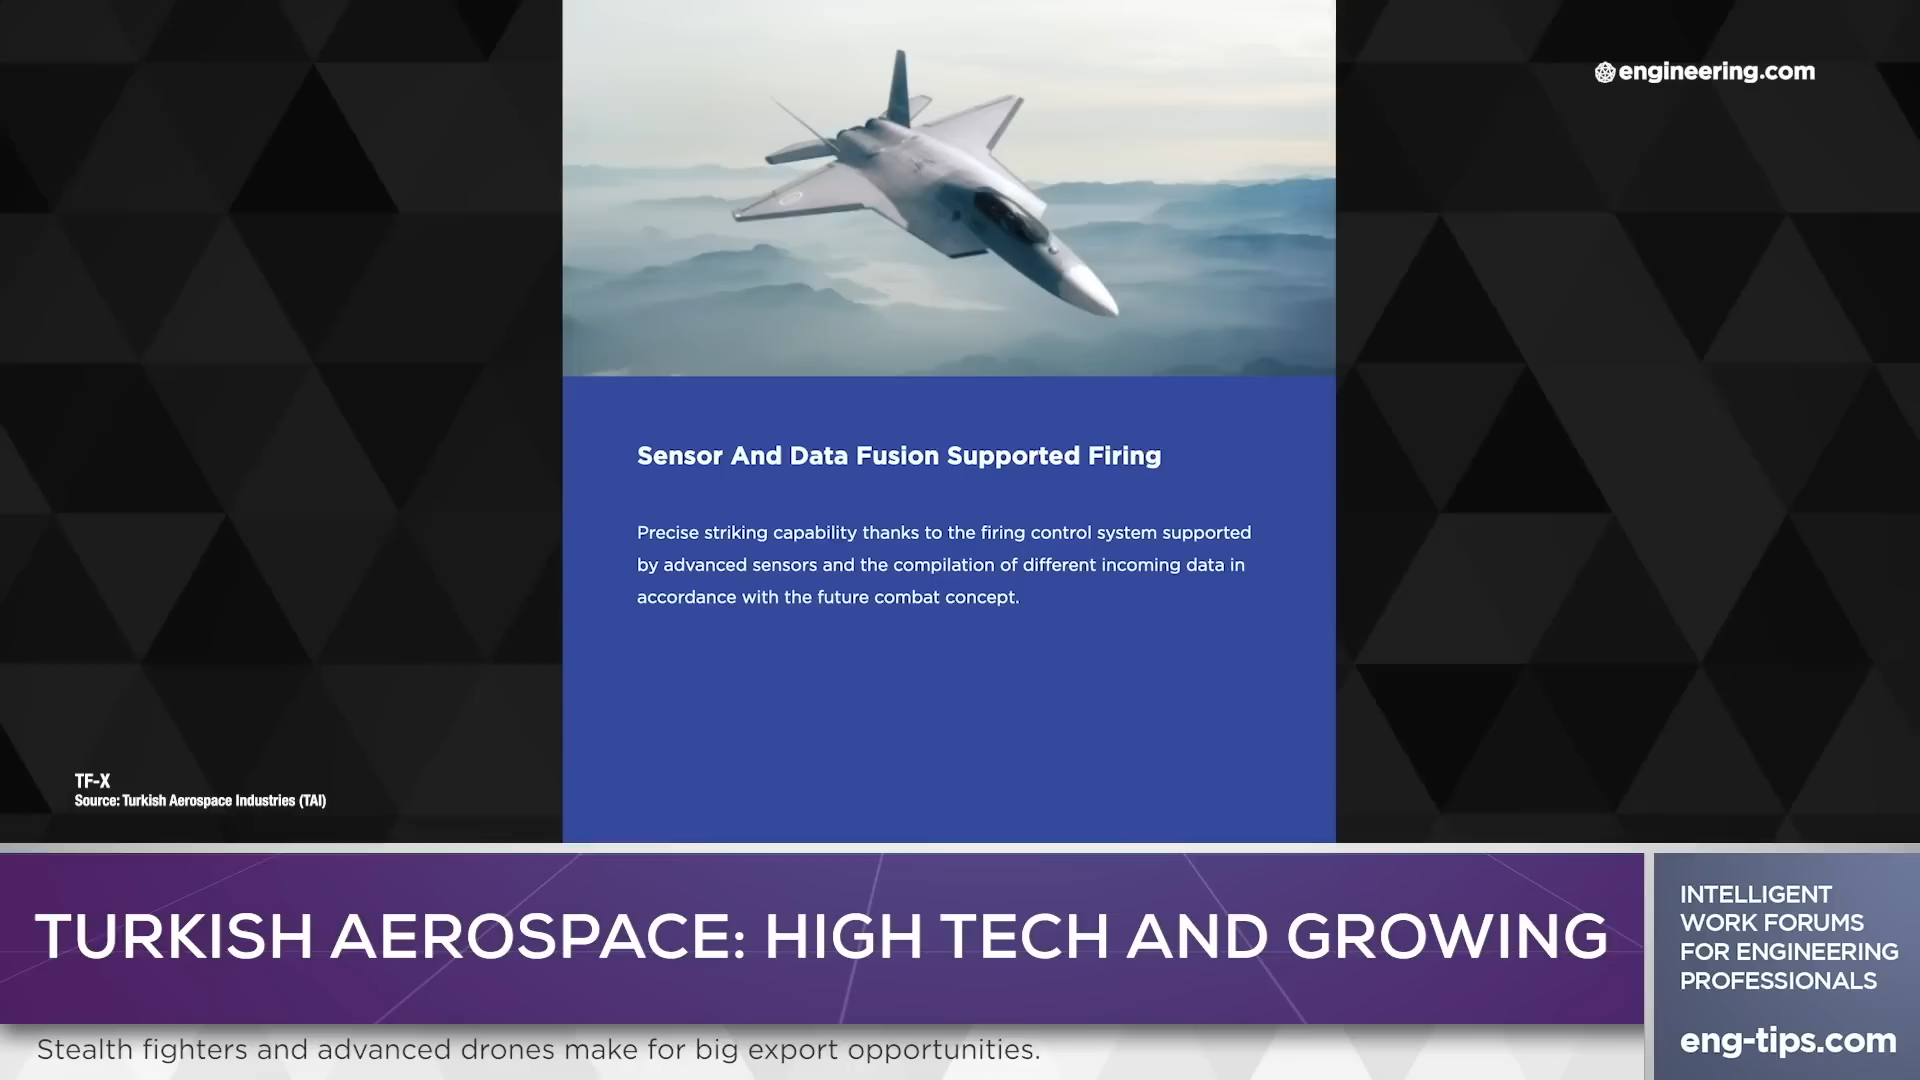 engineering.com
Sensor And Data Fusion Supported Firing
Precise striking capability thanks to the firing control system supported
by advanced sensors and the compilation of different incoming data in
accordance with the future combat concept.
TF-X
Source: Turkish Aerospace Industries (TAI)
TURKISH AEROSPACE: HIGH TECH AND GROWING
Stealth fighters and advanced drones make for big export opportunities.
INTELLIGENT
WORK FORUMS
FOR ENGINEERING
PROFESSIONALS
eng-tips.com